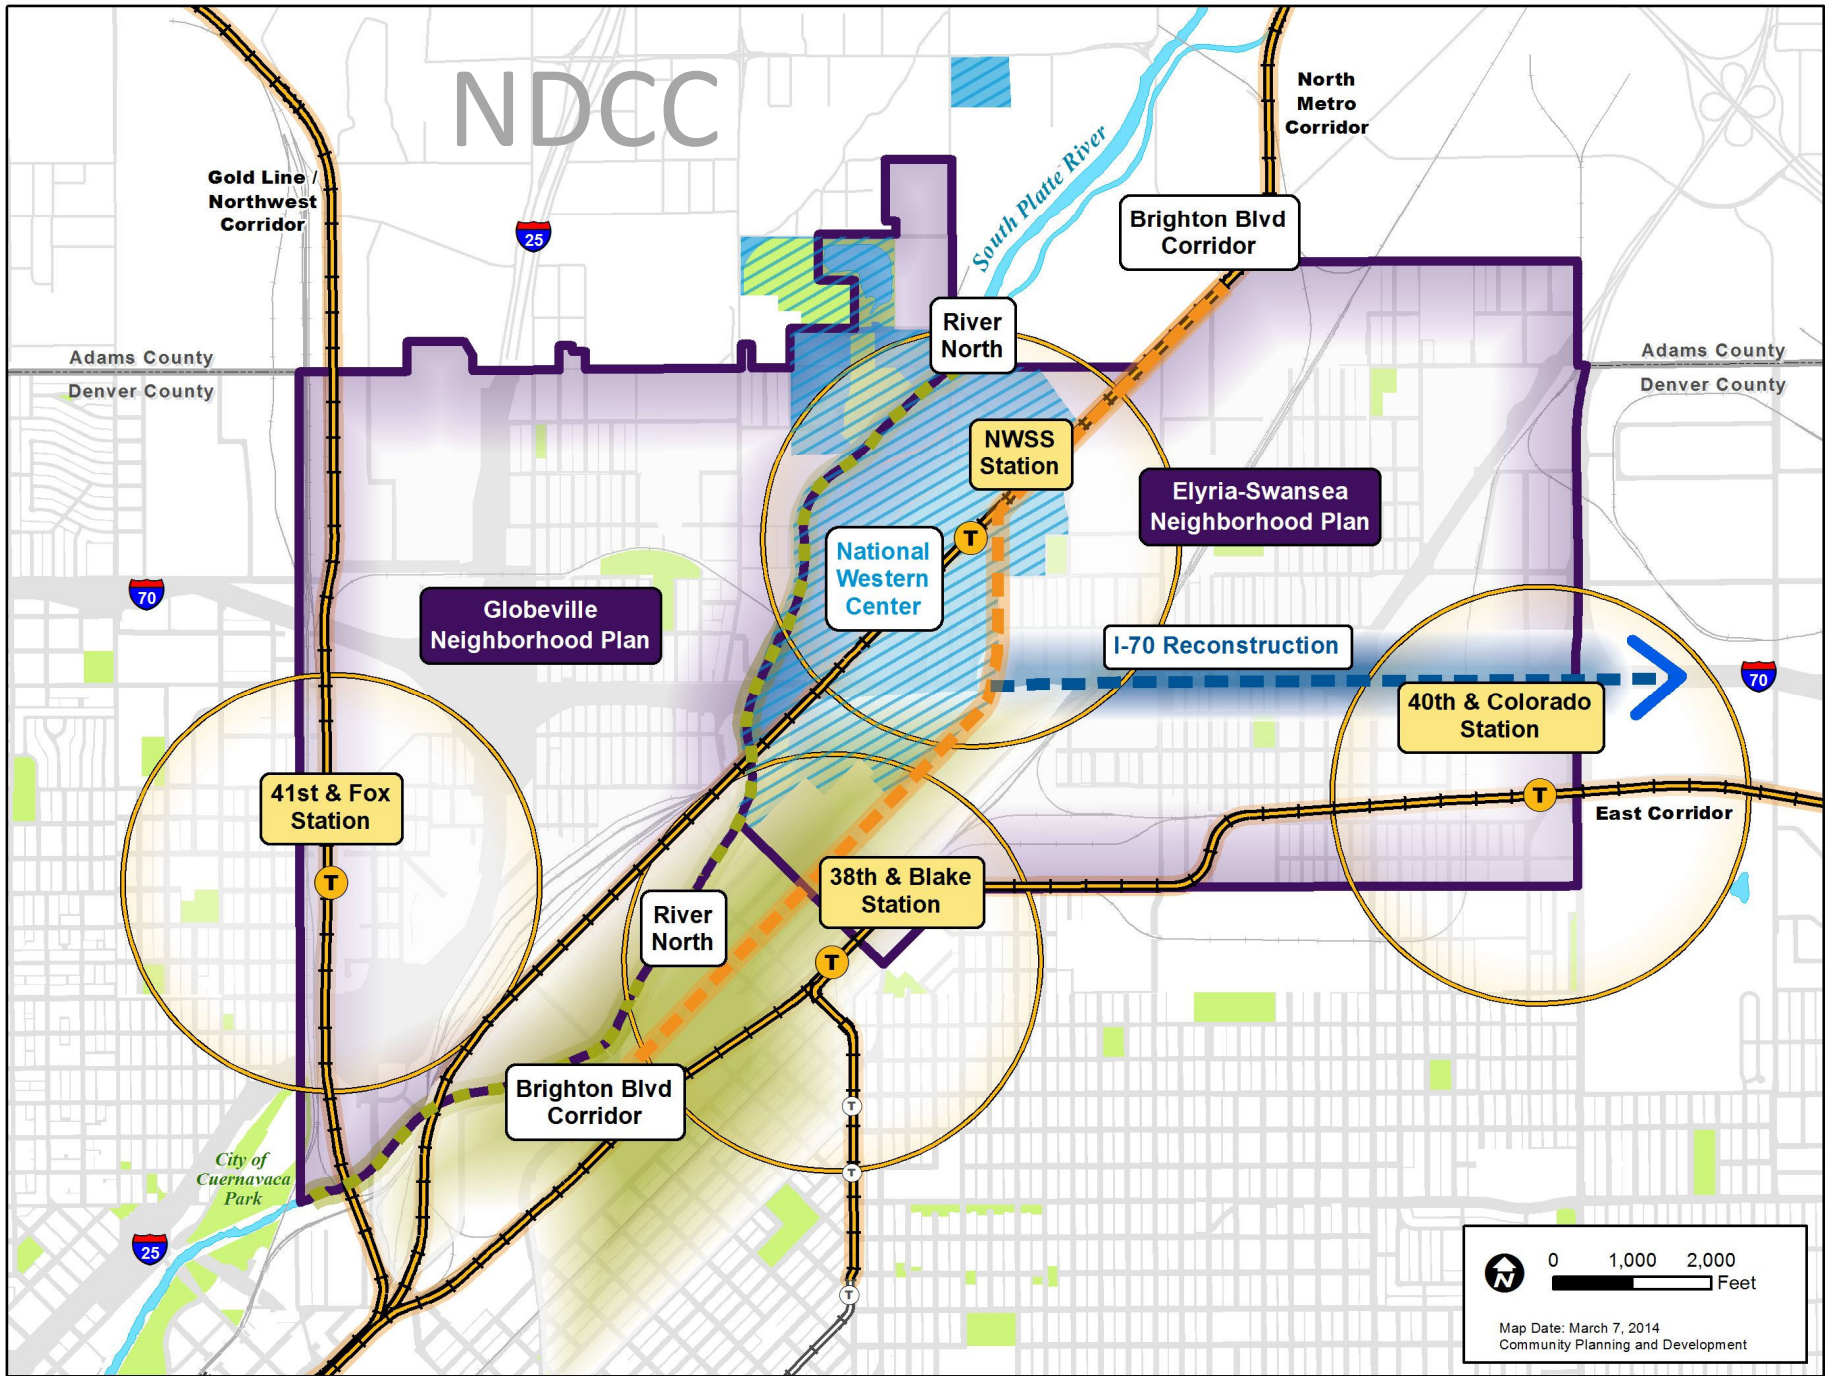 NDCC
North
Metro
Corridor
South Platte River
Gold Line /
Northwest
Corridor
25
Brighton Blvd
Corridor
River
North
Adams County
Denver County
Adams County
Denver County
NWSS
Station
Elyria-Swansea
Neighborhood Plan
T
National
Western
Center
70
Globeville
Neighborhood Plan
I-70 Reconstruction
70
40th & Colorado
Station
41st & Fox
Station
T
East Corridor
38th & Blake
Station
T
River
North
T
Brighton Blvd
Corridor
T
T
T
City of
Cuernavaca
Park
25
N
0 1,000 2,000
Feet
Map Date: March 7, 2014
Community Planning and Development